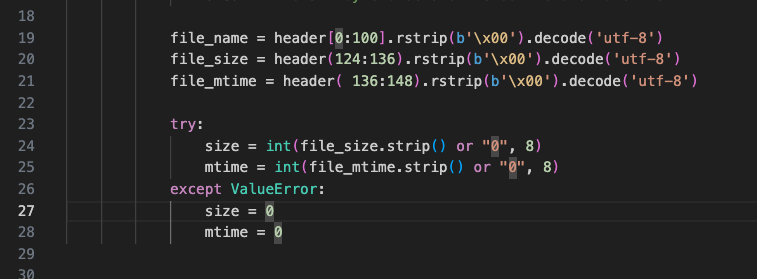 18
19 file_name = header[0:100].rstrip(b'\x00').decode('utf-8')
20 file_size = header(124:136).rstrip(b'\x00').decode('utf-8')
21 file_mtime = header( 136:148).rstrip(b'\x00').decode('utf-8')
22
23 try:
24 size = int(file_size.strip() or "0", 8)
25 mtime = int(file_mtime.strip() or "0", 8)
26 except ValueError:
27 size = 0
28 mtime = 0
29
30